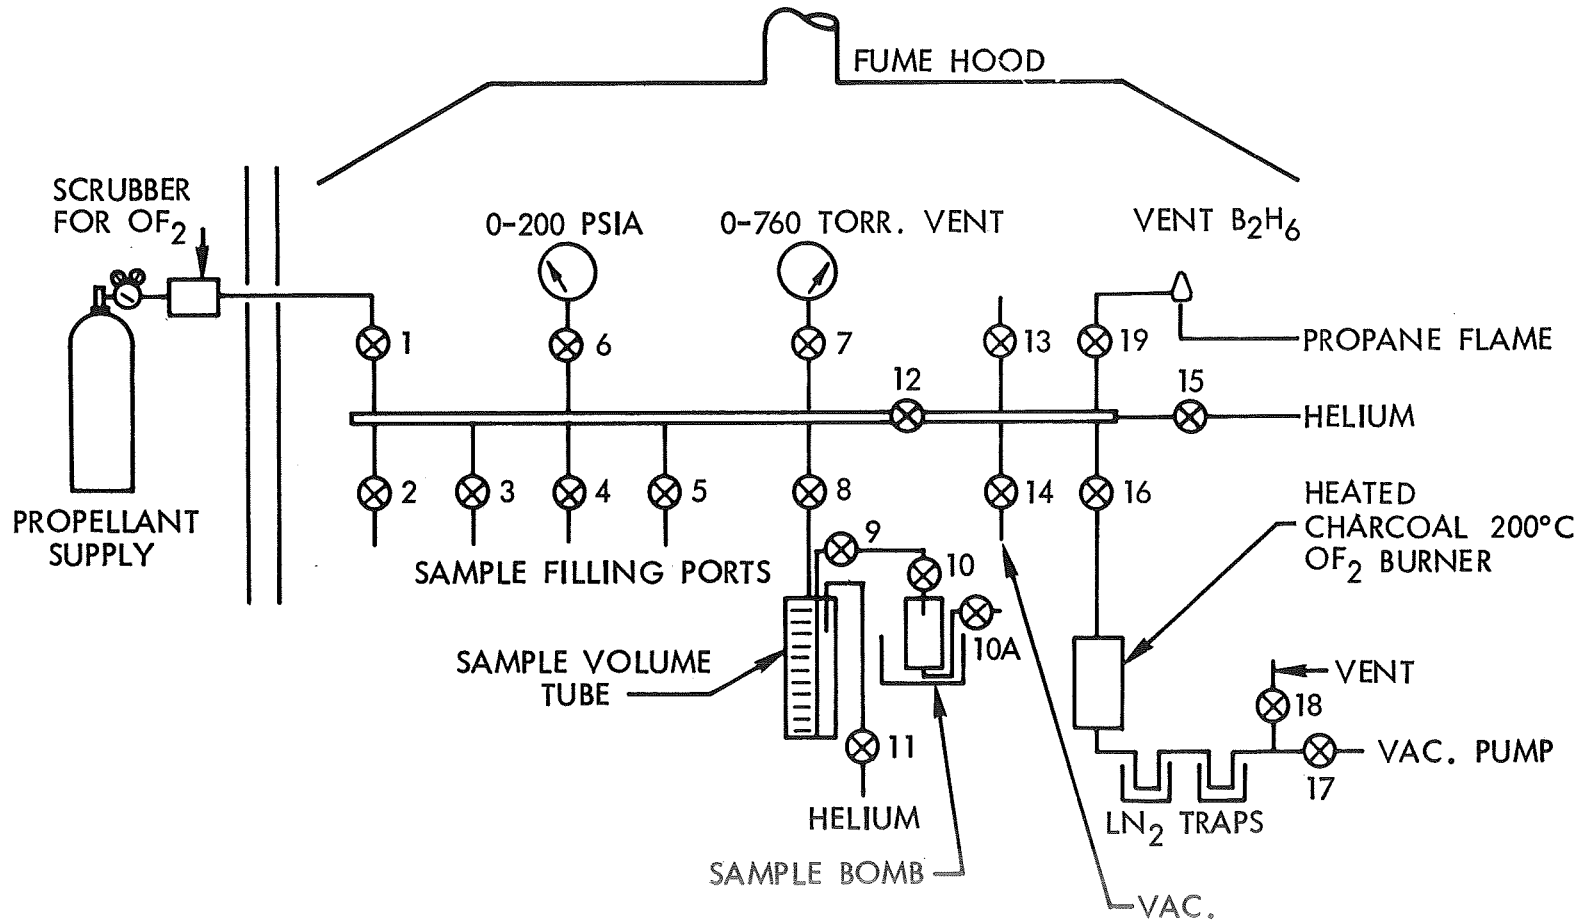 FUME HOOD
SCRUBBER
FOR OF2
0-200 PSIA
0-760 TORR. VENT
VENT B2H6
1
6
7
13
19
PROPANE FLAME
12
15
HELIUM
2
3
4
5
8
14
16
PROPELLANT
SUPPLY
SAMPLE FILLING PORTS
9
10
10A
HEATED
CHARCOAL 200°C
OF2 BURNER
SAMPLE VOLUME
TUBE
11
HELIUM
VENT
18
VAC. PUMP
17
LN2 TRAPS
SAMPLE BOMB
VAC.